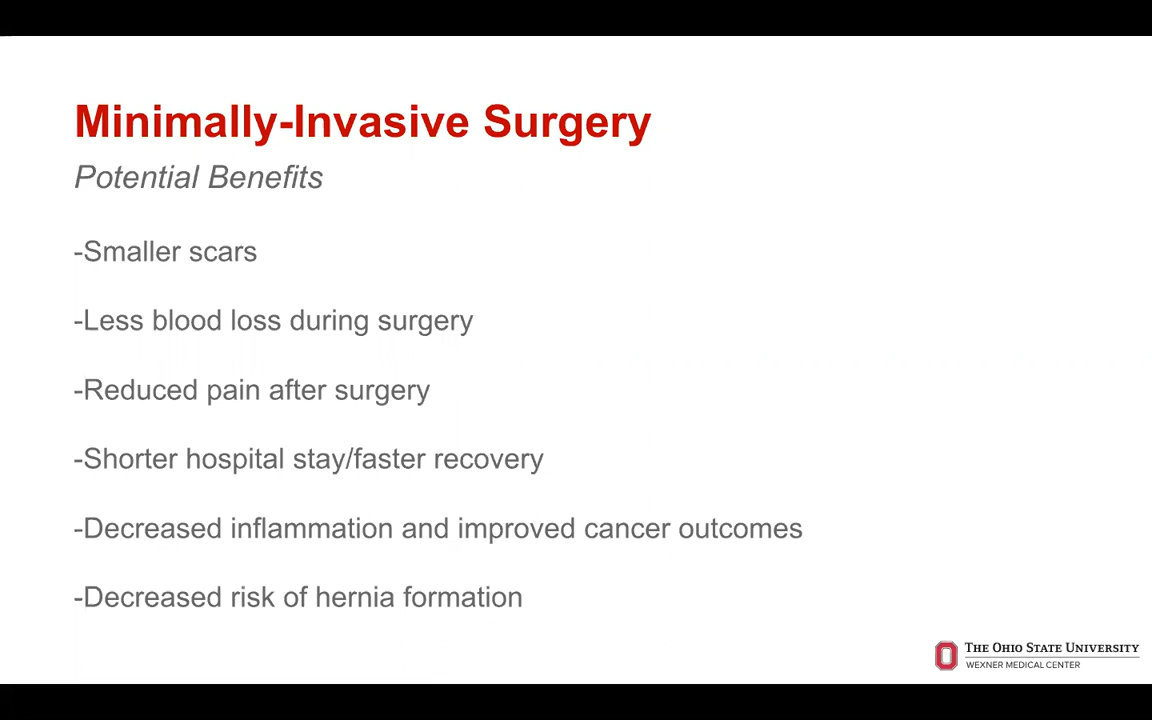 Minimally-Invasive Surgery
Potential Benefits
-Smaller scars
-Less blood loss during surgery
-Reduced pain after surgery
-Shorter hospital stay/faster recovery
-Decreased inflammation and improved cancer outcomes
-Decreased risk of hernia formation
THE OHIO STATE UNIVERSITY
WEXNER MEDICAL CENTER